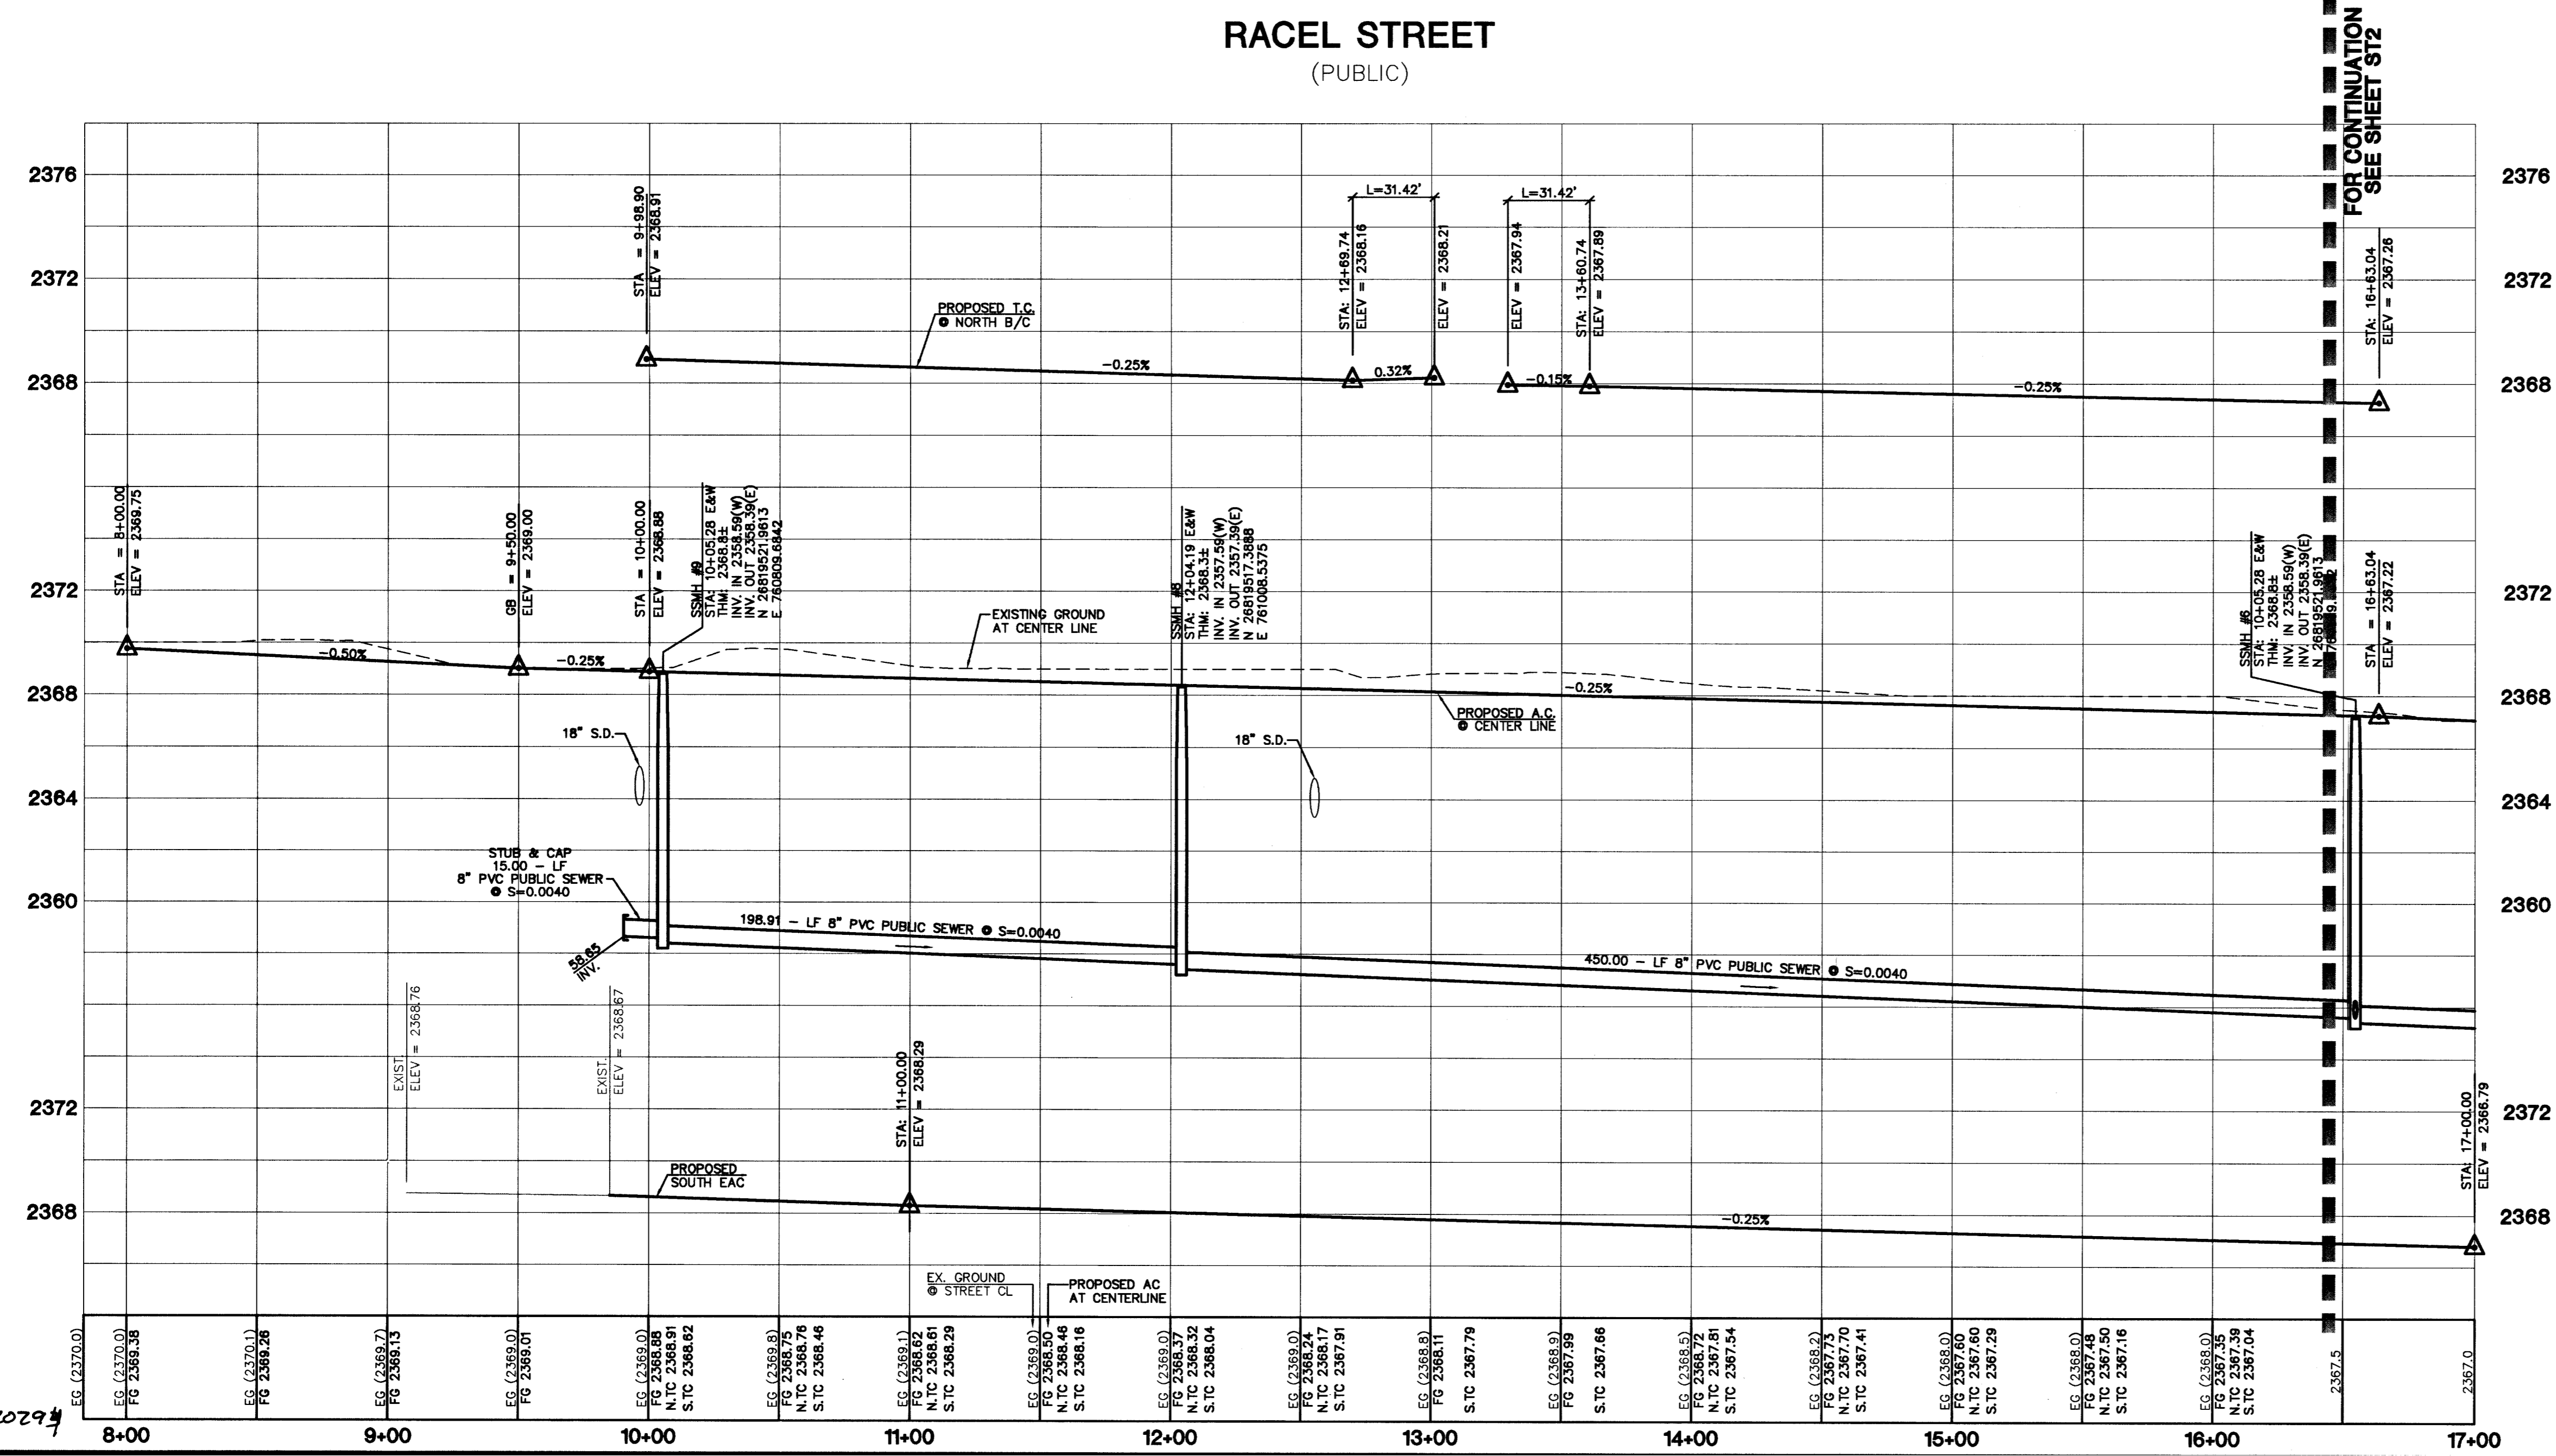 RACEL STREET
(PUBLIC)
FOR CONTINUATION
SEE SHEET ST2
2376
2376
2372
2372
2368
2368
STA = 9+98.90
ELEV = 2368.91
PROPOSED T.C.
@ NORTH B/C
-0.25%
L=31.42'
STA: 12+69.74
ELEV = 2368.16
0.32%
ELEV = 2368.21
L=31.42'
ELEV = 2367.94
-0.15%
STA: 13+60.74
ELEV = 2367.89
-0.25%
STA: 16+63.04
ELEV = 2367.26
2372
2372
2368
2368
2364
2364
2360
2360
STA = 8+00.00
ELEV = 2369.75
-0.50%
GB = 9+50.00
ELEV = 2369.00
-0.25%
STA = 10+00.00
ELEV = 2368.88
SSMH #9
STA: 10+05.28 E&W
THM: 2368.8±
INV. IN 2358.59(W)
INV. OUT 2358.39(E)
N 26819521.9613
E 760809.6842
EXISTING GROUND
AT CENTER LINE
SSMH #8
STA: 12+04.19 E&W
THM: 2368.3±
INV. IN 2357.59(W)
INV. OUT 2357.39(E)
N 26819517.3888
E 761008.5375
-0.25%
PROPOSED A.C.
@ CENTER LINE
SSMH #6
STA: 10+05.28 E&W
THM: 2368.8±
INV. IN 2358.59(W)
INV. OUT 2358.39(E)
N 26819521.9613
STA = 16+63.04
ELEV = 2367.22
18" S.D.
18" S.D.
STUB & CAP
15.00 - LF
8" PVC PUBLIC SEWER
@ S=0.0040
58.65
INV.
198.91 - LF 8" PVC PUBLIC SEWER @ S=0.0040
450.00 - LF 8" PVC PUBLIC SEWER @ S=0.0040
2372
2372
2368
2368
EXIST.
ELEV = 2368.76
EXIST.
ELEV = 2368.67
PROPOSED
SOUTH EAC
STA: 11+00.00
ELEV = 2368.29
-0.25%
STA: 17+00.00
ELEV = 2366.79
EX. GROUND
@ STREET CL
PROPOSED AC
AT CENTERLINE
EG (2370.0)
EG (2370.0)
FG 2369.38
EG (2370.1)
FG 2369.26
EG (2369.7)
FG 2369.13
EG (2369.0)
FG 2369.01
EG (2369.0)
FG 2368.88
N.TC 2368.91
S.TC 2368.62
EG (2369.8)
FG 2368.75
N.TC 2368.76
S.TC 2368.46
EG (2369.1)
FG 2368.62
N.TC 2368.61
S.TC 2368.29
EG (2369.0)
FG 2368.50
N.TC 2368.46
S.TC 2368.16
EG (2369.0)
FG 2368.37
N.TC 2368.32
S.TC 2368.04
EG (2369.0)
FG 2368.24
N.TC 2368.17
S.TC 2367.91
EG (2368.8)
FG 2368.11
S.TC 2367.79
EG (2368.9)
FG 2367.99
S.TC 2367.66
EG (2368.5)
FG 2368.72
N.TC 2367.81
S.TC 2367.54
EG (2368.2)
FG 2367.73
N.TC 2367.70
S.TC 2367.41
EG (2368.0)
FG 2367.60
N.TC 2367.60
S.TC 2367.29
EG (2368.0)
FG 2367.48
N.TC 2367.50
S.TC 2367.16
EG (2368.0)
FG 2367.35
N.TC 2367.39
S.TC 2367.04
2367.5
2367.0
8+00
9+00
10+00
11+00
12+00
13+00
14+00
15+00
16+00
17+00